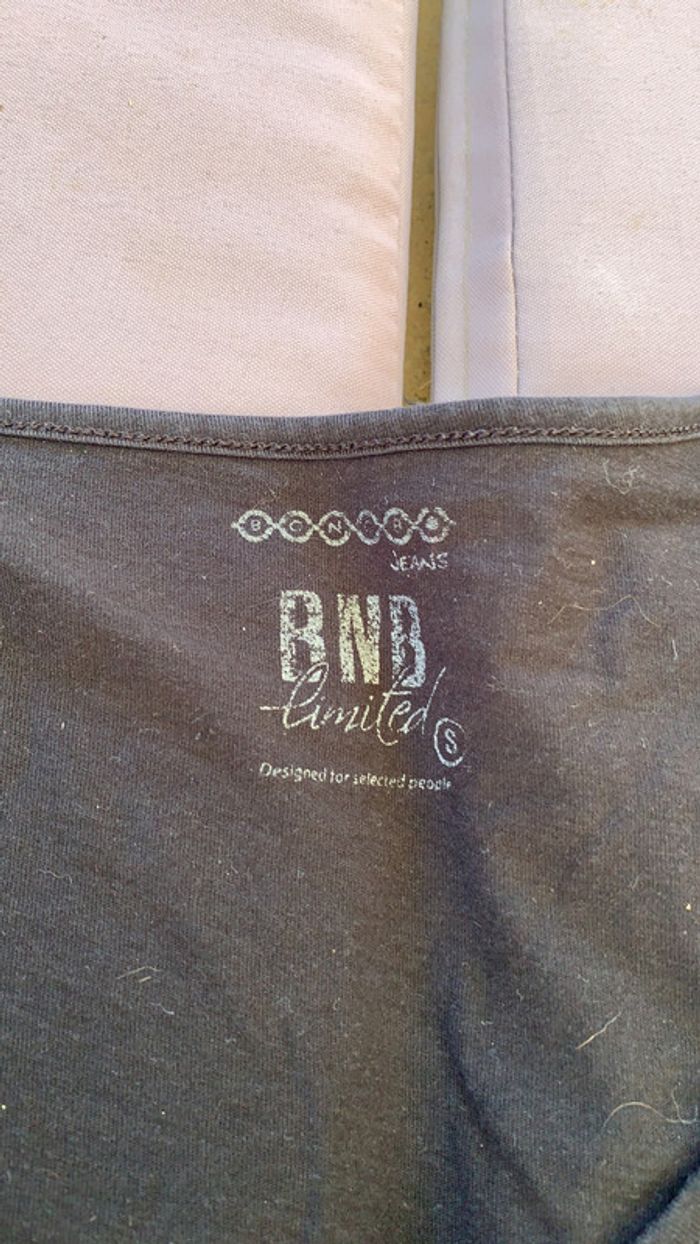 BONOBO
JEANS
BNB
limited
S
Designed for selected people